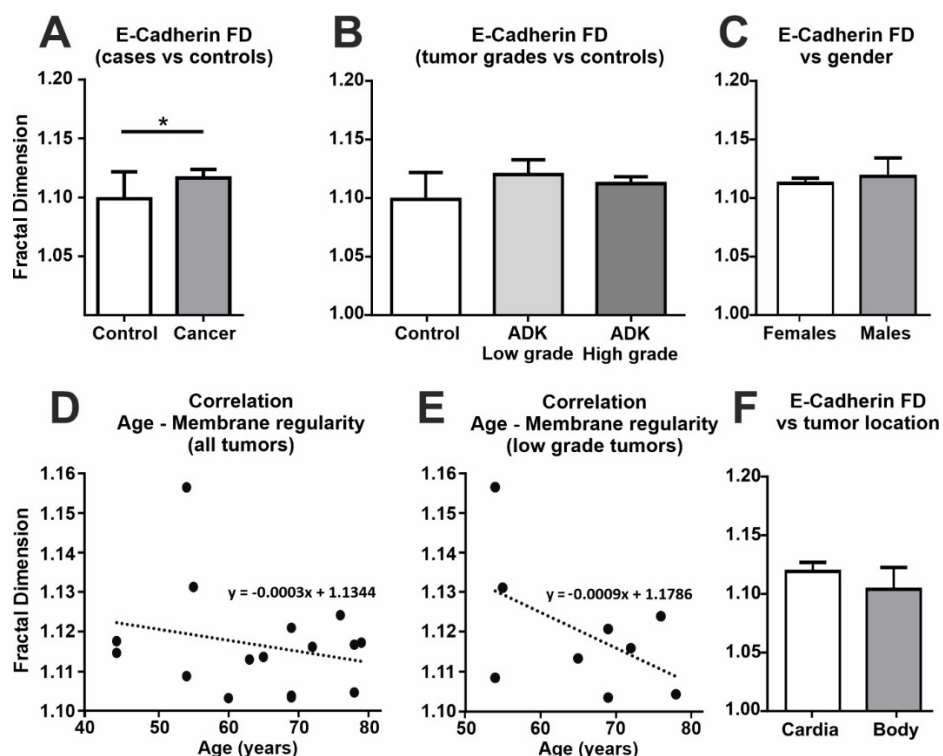 A
E-Cadherin FD
(cases vs controls)
Fractal Dimension
1.20
1.15
1.10
1.05
*
Control
Cancer
B
E-Cadherin FD
(tumor grades vs controls)
1.20
1.15
1.10
1.05
1.00
Control
ADK
Low grade
ADK
High grade
C
E-Cadherin FD
vs gender
1.20
1.15
1.10
1.05
1.00
Females
Males
D
Correlation
Age - Membrane regularity
(all tumors)
Fractal Dimension
1.16
1.15
1.14
1.13
1.12
1.11
1.10
y = -0.0003x + 1.1344
40 50 60 70 80
Age (years)
E
Correlation
Age - Membrane regularity
(low grade tumors)
1.16
1.15
1.14
1.13
1.12
1.11
1.10
y = -0.0009x + 1.1786
50 60 70 80
Age (years)
F
E-Cadherin FD
vs tumor location
1.20
1.15
1.10
1.05
1.00
Cardia
Body